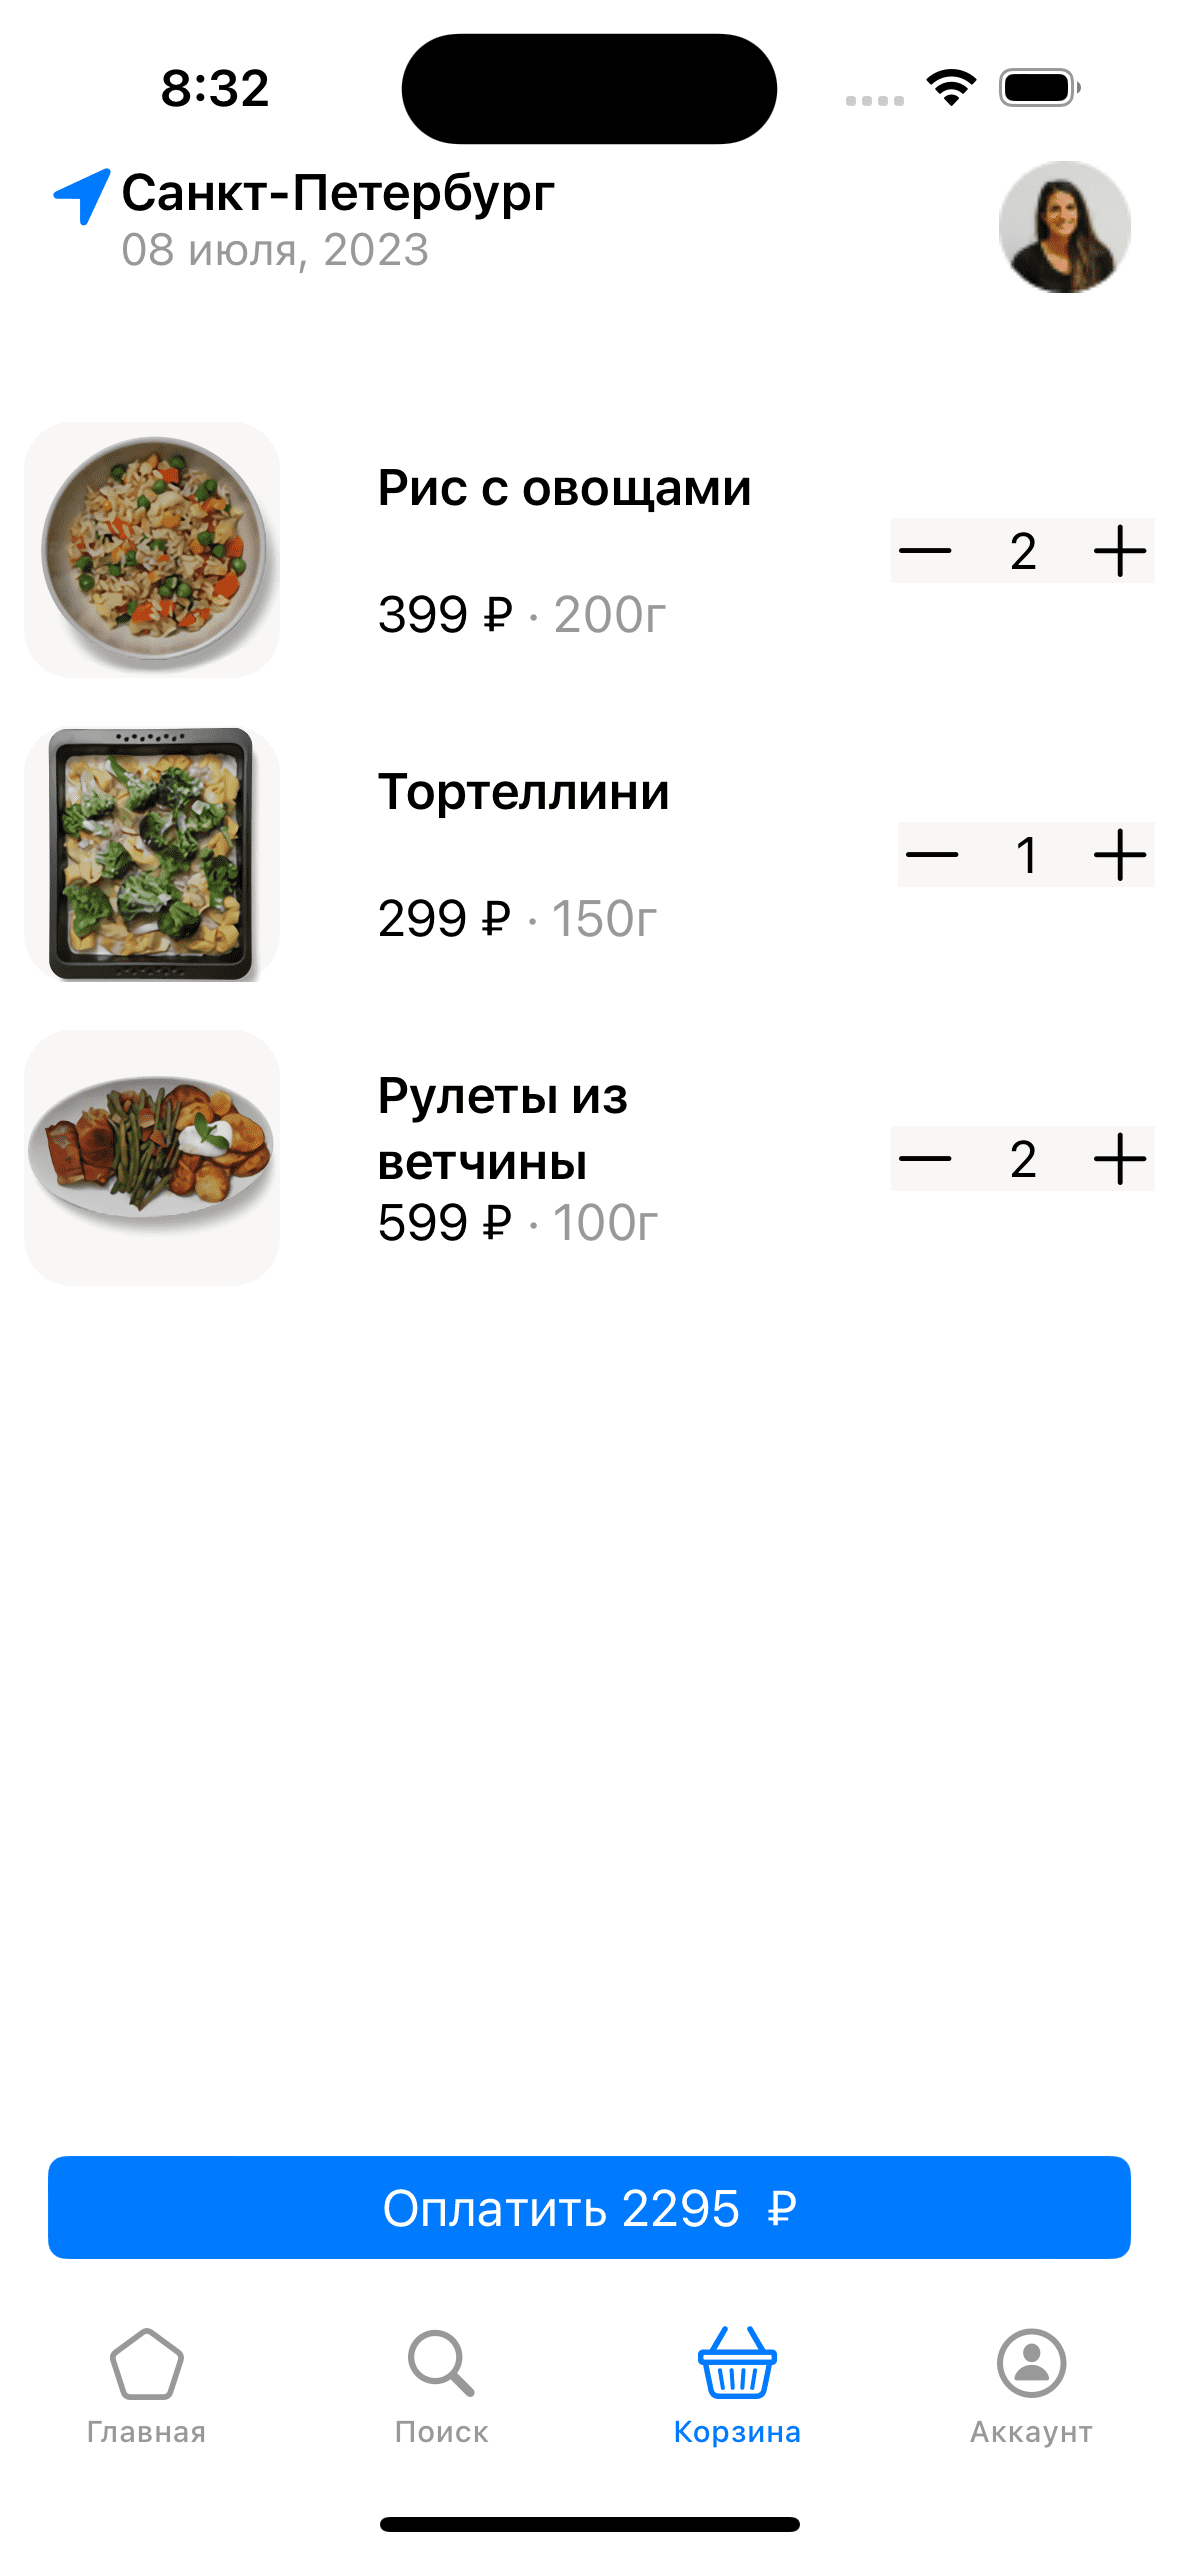 8:32
Санкт-Петербург
08 июля, 2023
Рис с овощами
2
399 ₽ · 200г
Тортеллини
1
299 ₽ · 150г
Рулеты из
ветчины
2
599 ₽ · 100г
Оплатить 2295 ₽
Главная
Поиск
Корзина
Аккаунт